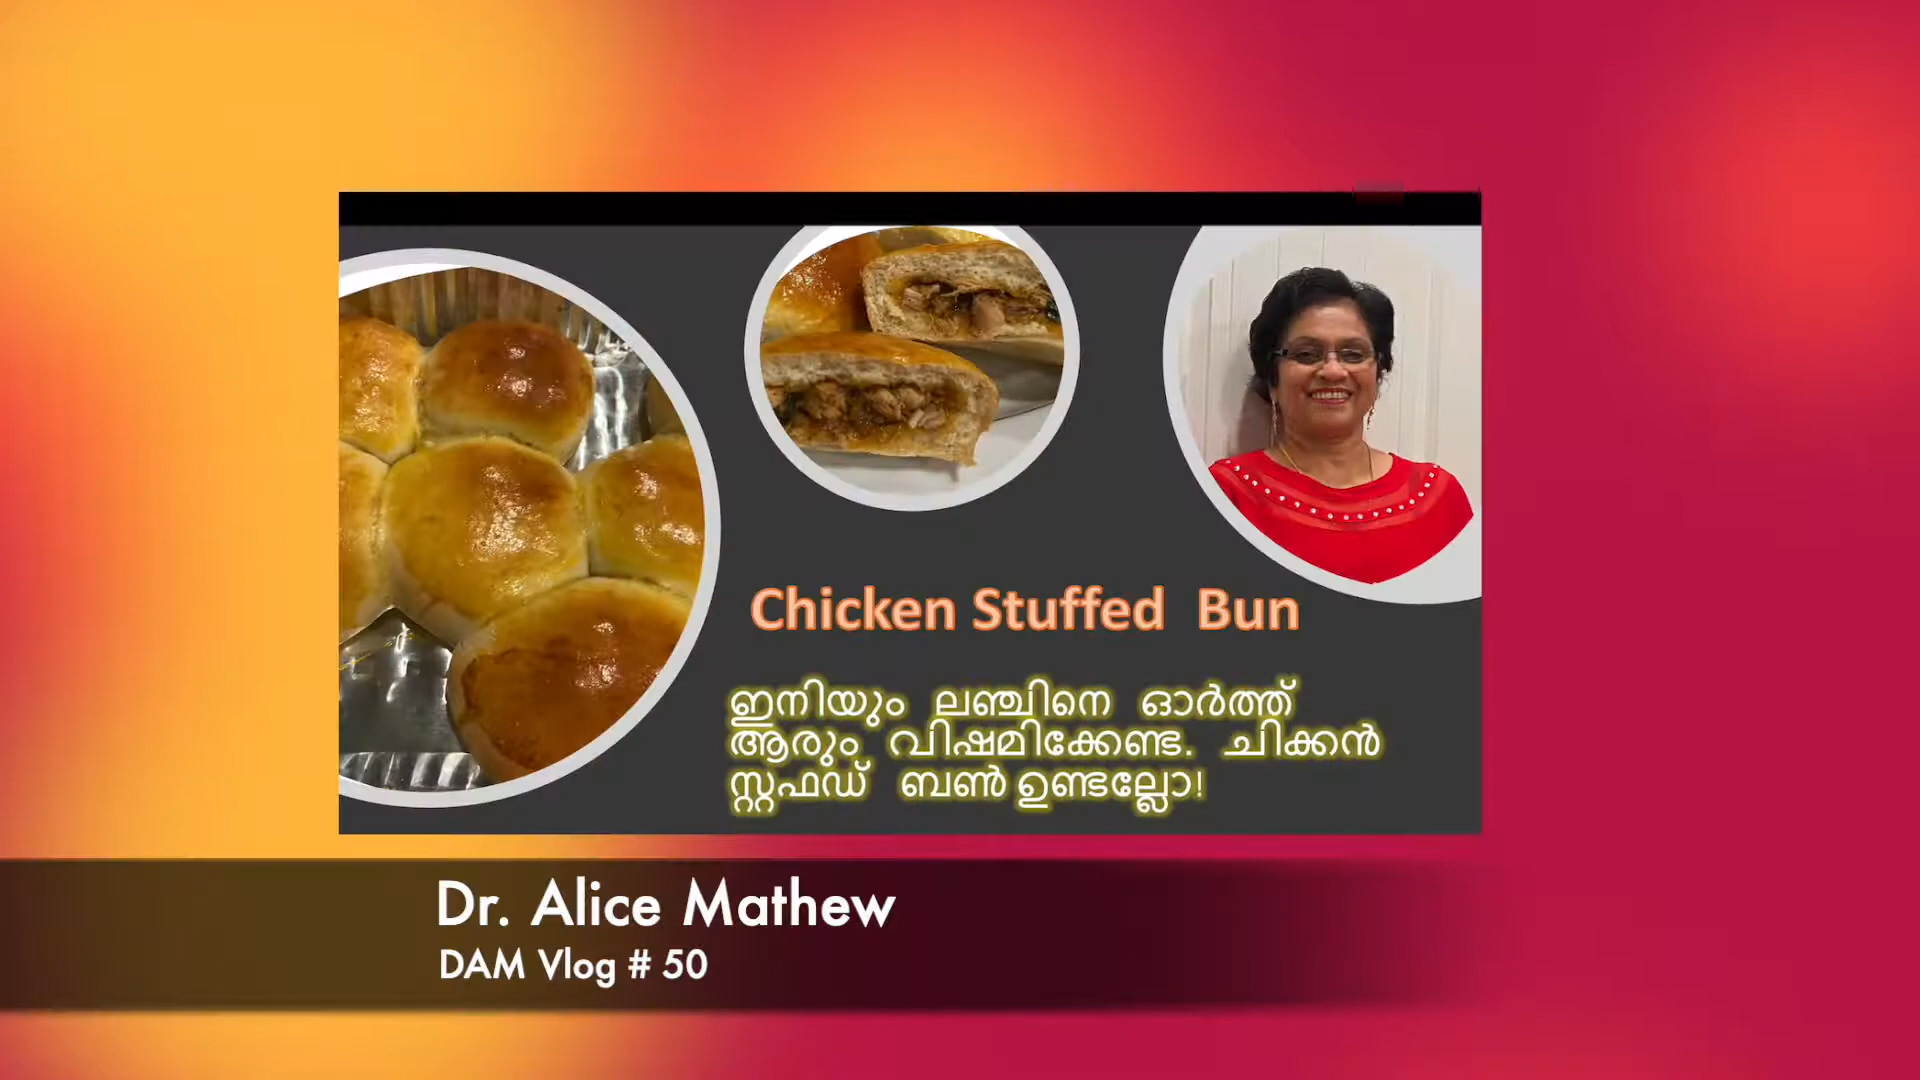 Chicken Stuffed Bun
ഇനിയും ലഞ്ചിനെ ഓർത്ത്
ആരും വിഷമിക്കേണ്ട. ചിക്കൻ
സ്റ്റഫഡ് ബൺ ഉണ്ടല്ലോ!
Dr. Alice Mathew
DAM Vlog # 50